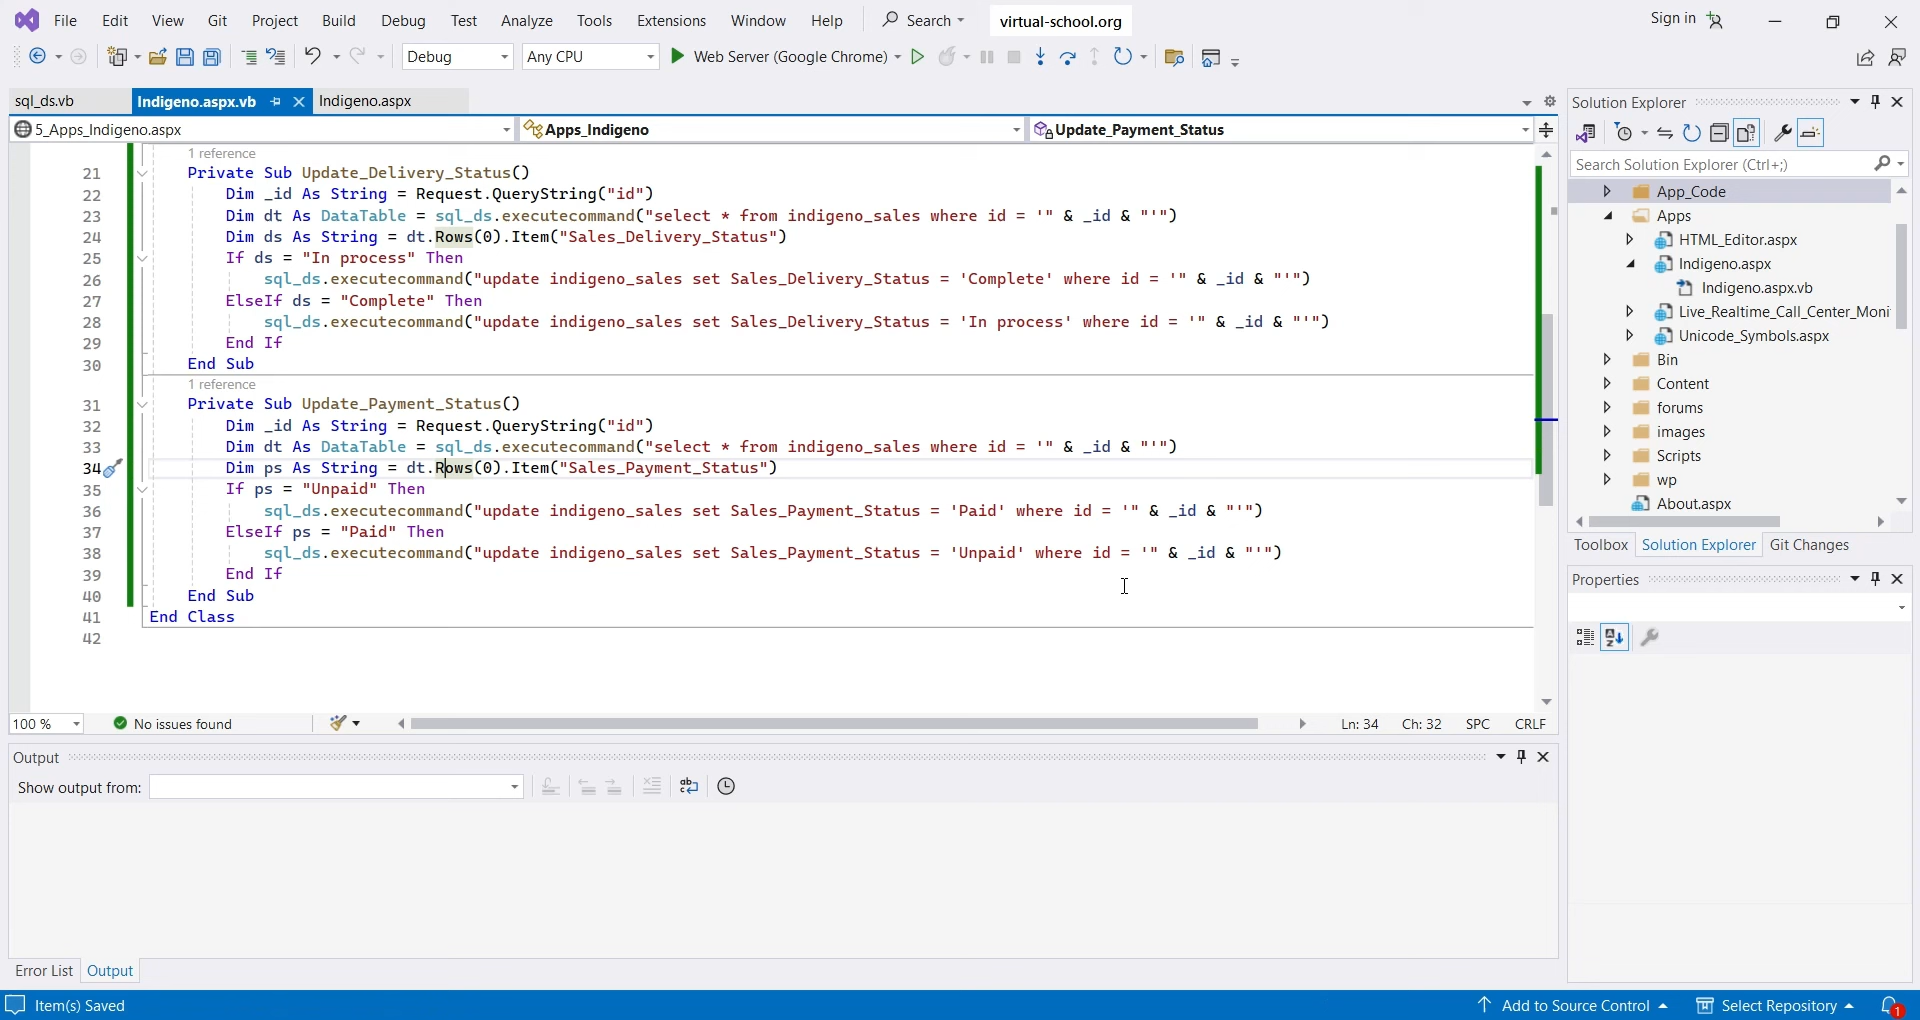 File Edit View Git Project Build Debug Test Analyze Tools Extensions Window Help Search virtual-school.org Sign in
Debug Any CPU Web Server (Google Chrome)
sql_ds.vb Indigeno.aspx.vb Indigeno.aspx
5_Apps_Indigeno.aspx Apps_Indigeno Update_Payment_Status
1 reference
21 Private Sub Update_Delivery_Status()
22 Dim _id As String = Request.QueryString("id")
23 Dim dt As DataTable = sql_ds.executecommand("select * from indigeno_sales where id = '" & _id & "'")
24 Dim ds As String = dt.Rows(0).Item("Sales_Delivery_Status")
25 If ds = "In process" Then
26 sql_ds.executecommand("update indigeno_sales set Sales_Delivery_Status = 'Complete' where id = '" & _id & "'")
27 ElseIf ds = "Complete" Then
28 sql_ds.executecommand("update indigeno_sales set Sales_Delivery_Status = 'In process' where id = '" & _id & "'")
29 End If
30 End Sub
1 reference
31 Private Sub Update_Payment_Status()
32 Dim _id As String = Request.QueryString("id")
33 Dim dt As DataTable = sql_ds.executecommand("select * from indigeno_sales where id = '" & _id & "'")
34 Dim ps As String = dt.Rows(0).Item("Sales_Payment_Status")
35 If ps = "Unpaid" Then
36 sql_ds.executecommand("update indigeno_sales set Sales_Payment_Status = 'Paid' where id = '" & _id & "'")
37 ElseIf ps = "Paid" Then
38 sql_ds.executecommand("update indigeno_sales set Sales_Payment_Status = 'Unpaid' where id = '" & _id & "'")
39 End If
40 End Sub
41 End Class
42
100 % No issues found Ln: 34 Ch: 32 SPC CRLF
Output
Show output from:
Error List Output
Solution Explorer
Search Solution Explorer (Ctrl+;)
App_Code
Apps
HTML_Editor.aspx
Indigeno.aspx
Indigeno.aspx.vb
Live_Realtime_Call_Center_Moni
Unicode_Symbols.aspx
Bin
Content
forums
images
Scripts
wp
About.aspx
Toolbox Solution Explorer Git Changes
Properties
Item(s) Saved Add to Source Control Select Repository 1